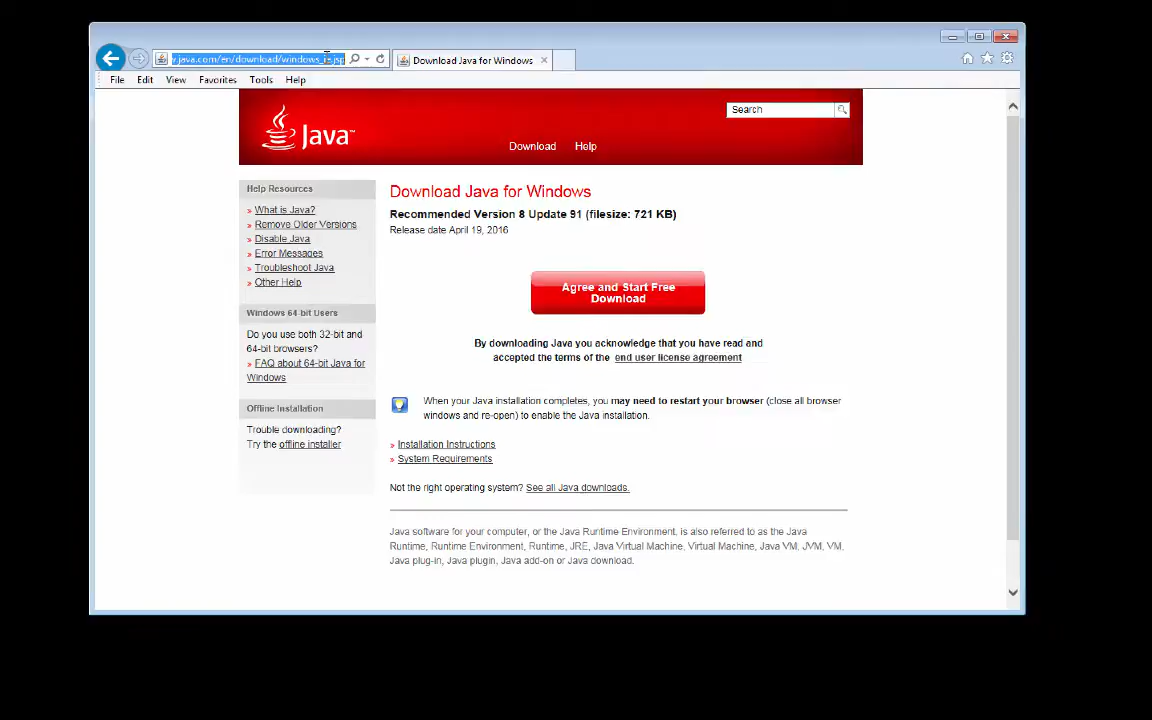 v.java.com/en/download/windows_ie.jsp
Download Java for Windows
File Edit View Favorites Tools Help
Java™
Search
Download Help
Help Resources
» What is Java?
» Remove Older Versions
» Disable Java
» Error Messages
» Troubleshoot Java
» Other Help
Windows 64-bit Users
Do you use both 32-bit and
64-bit browsers?
» FAQ about 64-bit Java for
Windows
Offline Installation
Trouble downloading?
Try the offline installer
Download Java for Windows
Recommended Version 8 Update 91 (filesize: 721 KB)
Release date April 19, 2016
Agree and Start Free
Download
By downloading Java you acknowledge that you have read and
accepted the terms of the end user license agreement
When your Java installation completes, you may need to restart your browser (close all browser
windows and re-open) to enable the Java installation.
» Installation Instructions
» System Requirements
Not the right operating system? See all Java downloads.
Java software for your computer, or the Java Runtime Environment, is also referred to as the Java
Runtime, Runtime Environment, Runtime, JRE, Java Virtual Machine, Virtual Machine, Java VM, JVM, VM,
Java plug-in, Java plugin, Java add-on or Java download.